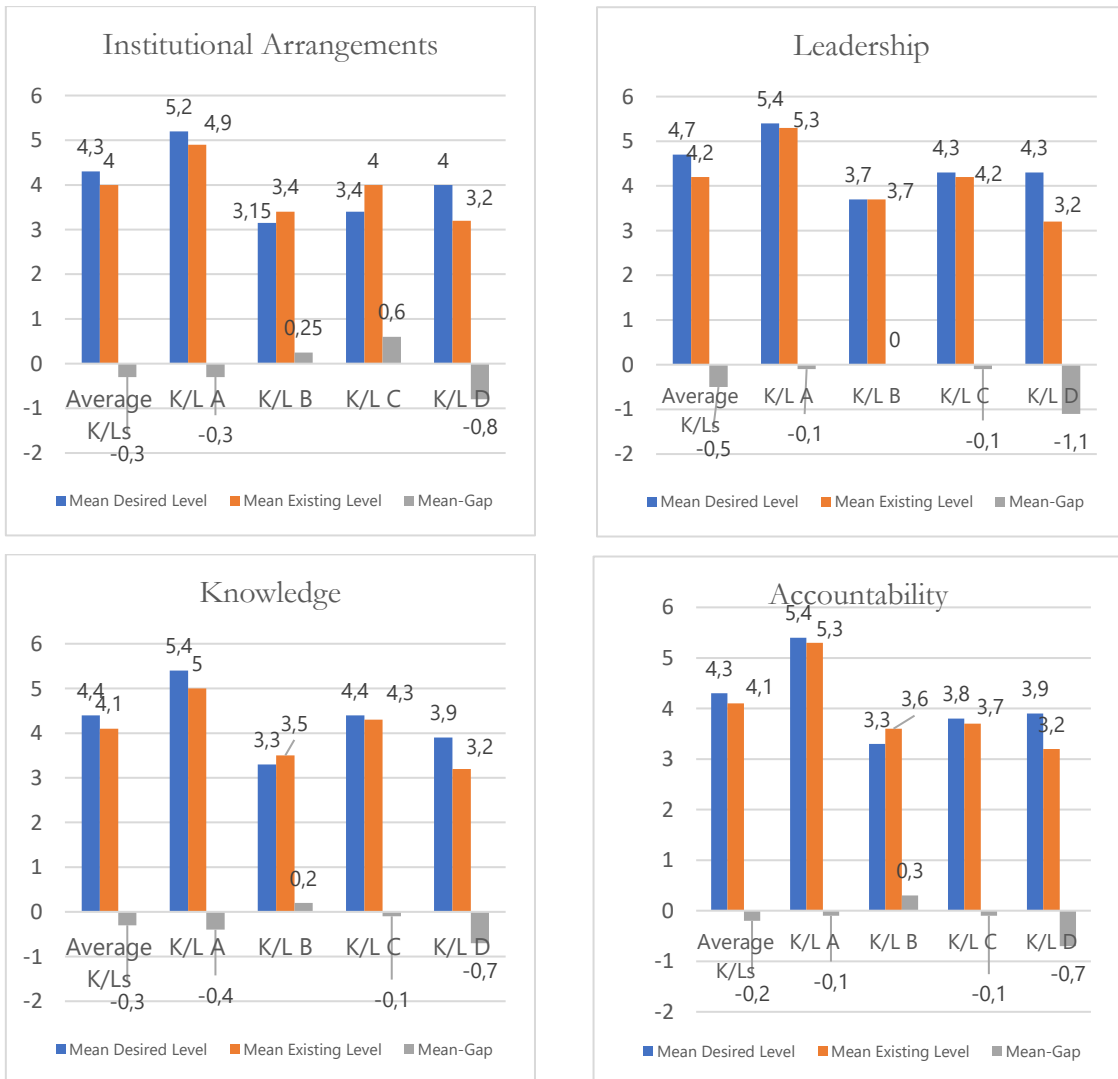 Institutional Arrangements
6
5
4
3
2
1
0
-1
-2
4,3
4
5,2
4,9
3,15
3,4
3,4
4
4
3,2
0,25
0,6
-0,3
-0,3
-0,8
Average K/Ls
K/L A
K/L B
K/L C
K/L D
Mean Desired Level
Mean Existing Level
Mean-Gap
Leadership
6
5
4
3
2
1
0
-1
-2
4,7
4,2
5,4
5,3
3,7
3,7
4,3
4,2
4,3
3,2
0
-0,5
-0,1
-0,1
-1,1
Average K/Ls
K/L A
K/L B
K/L C
K/L D
Mean Desired Level
Mean Existing Level
Mean-Gap
Knowledge
6
5
4
3
2
1
0
-1
-2
4,4
4,1
5,4
5
3,3
3,5
4,4
4,3
3,9
3,2
0,2
-0,3
-0,4
-0,1
-0,7
Average K/Ls
K/L A
K/L B
K/L C
K/L D
Mean Desired Level
Mean Existing Level
Mean-Gap
Accountability
6
5
4
3
2
1
0
-1
-2
4,3
4,1
5,4
5,3
3,3
3,6
3,8
3,7
3,9
3,2
0,3
-0,2
-0,1
-0,1
-0,7
Average K/Ls
K/L A
K/L B
K/L C
K/L D
Mean Desired Level
Mean Existing Level
Mean-Gap